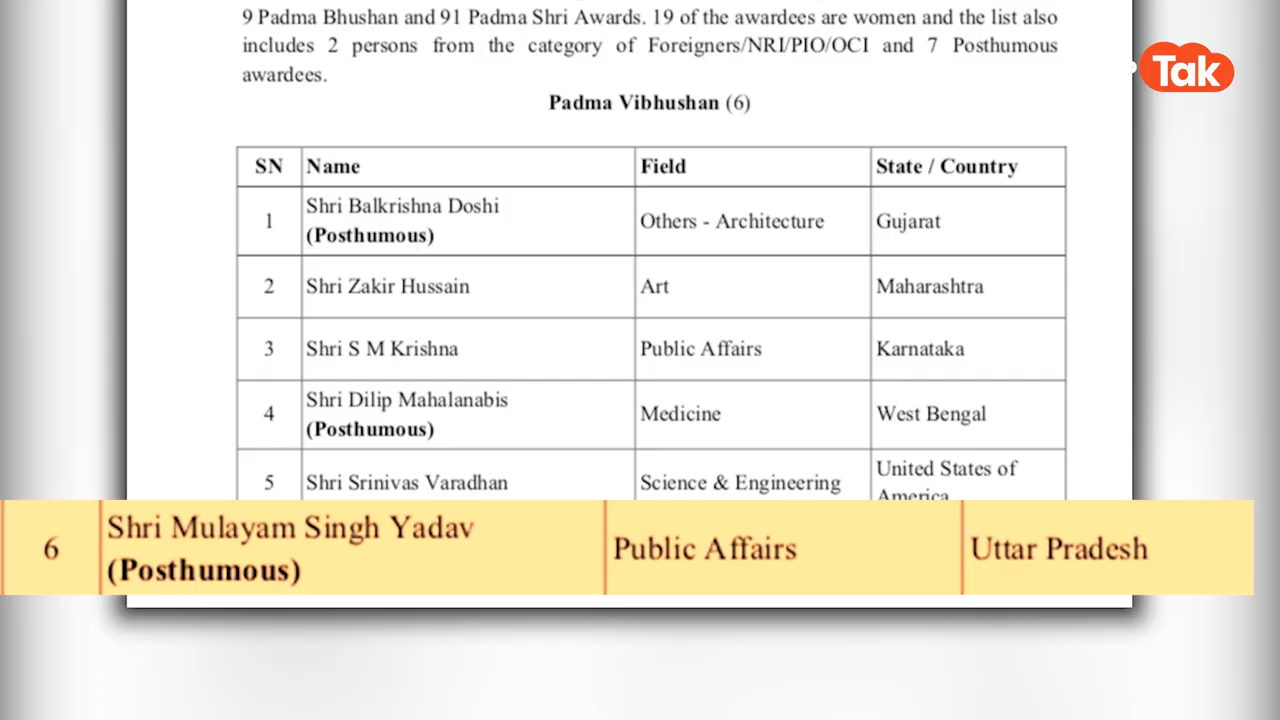 9 Padma Bhushan and 91 Padma Shri Awards. 19 of the awardees are women and the list also
includes 2 persons from the category of Foreigners/NRI/PIO/OCI and 7 Posthumous
awardees.
Tak
Padma Vibhushan (6)
SN Name Field State / Country
1 Shri Balkrishna Doshi (Posthumous) Others - Architecture Gujarat
2 Shri Zakir Hussain Art Maharashtra
3 Shri S M Krishna Public Affairs Karnataka
4 Shri Dilip Mahalanabis (Posthumous) Medicine West Bengal
5 Shri Srinivas Varadhan Science & Engineering United States of America
6 Shri Mulayam Singh Yadav (Posthumous) Public Affairs Uttar Pradesh